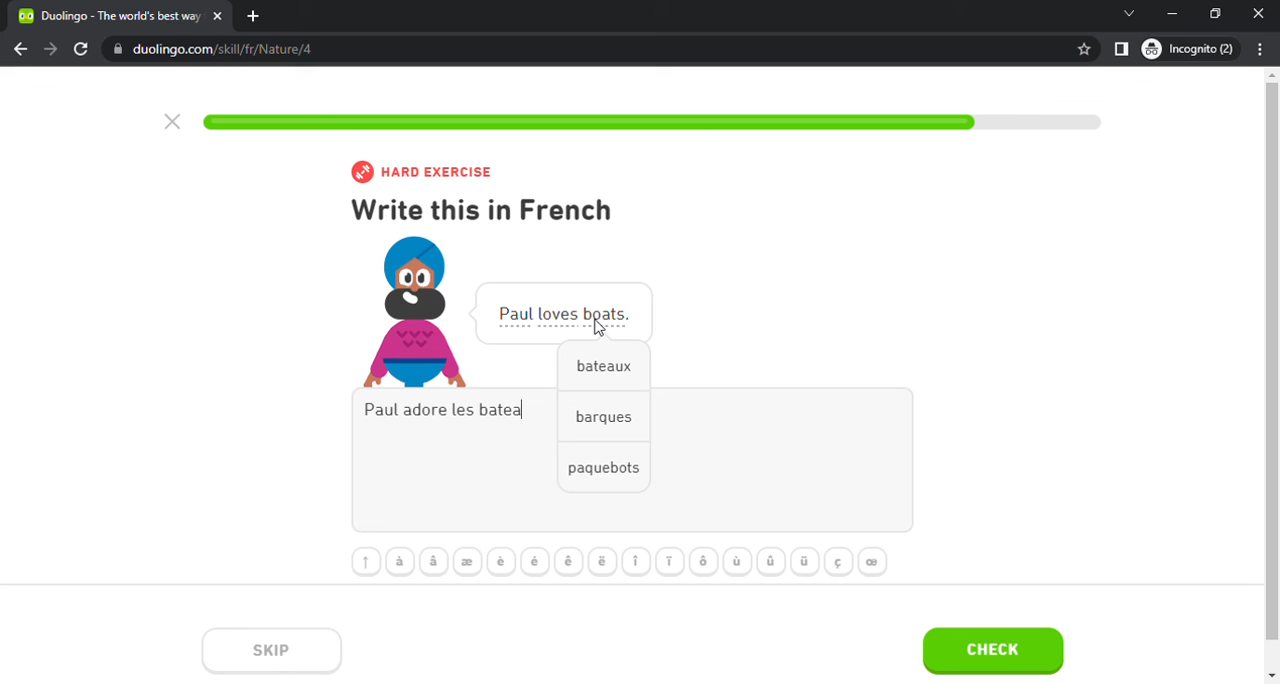 Duolingo - The world's best way
duolingo.com/skill/fr/Nature/4
Incognito (2)
HARD EXERCISE
Write this in French
Paul loves boats.
bateaux
barques
paquebots
Paul adore les batea
↑ à â æ è é ê ë î ï ô ù û ü ç œ
SKIP
CHECK